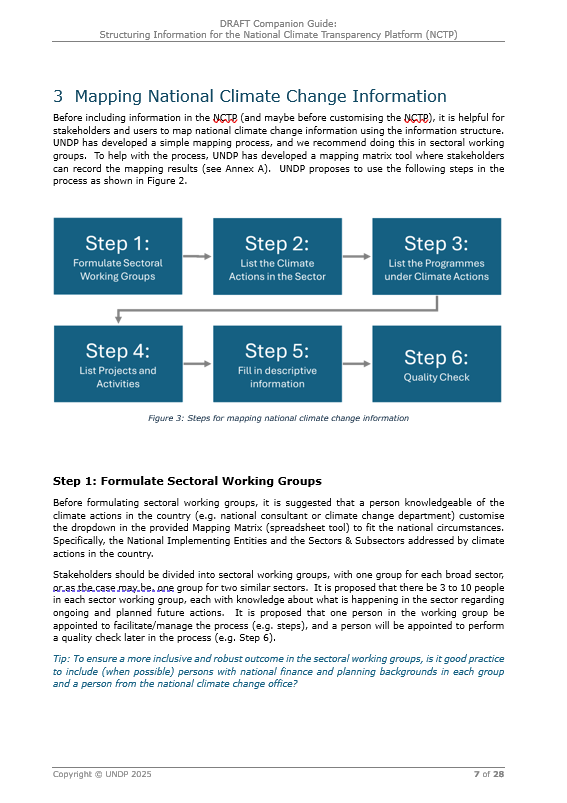 DRAFT Companion Guide:
Structuring Information for the National Climate Transparency Platform (NCTP)
3 Mapping National Climate Change Information
Before including information in the NCTP (and maybe before customising the NCTP), it is helpful for
stakeholders and users to map national climate change information using the information structure.
UNDP has developed a simple mapping process, and we recommend doing this in sectoral working
groups. To help with the process, UNDP has developed a mapping matrix tool where stakeholders
can record the mapping results (see Annex A). UNDP proposes to use the following steps in the
process as shown in Figure 2.
Step 1:
Formulate Sectoral
Working Groups
Step 2:
List the Climate
Actions in the Sector
Step 3:
List the Programmes
under Climate Actions
Step 4:
List Projects and
Activities
Step 5:
Fill in descriptive
information
Step 6:
Quality Check
Figure 3: Steps for mapping national climate change information
Step 1: Formulate Sectoral Working Groups
Before formulating sectoral working groups, it is suggested that a person knowledgeable of the
climate actions in the country (e.g. national consultant or climate change department) customise
the dropdown in the provided Mapping Matrix (spreadsheet tool) to fit the national circumstances.
Specifically, the National Implementing Entities and the Sectors & Subsectors addressed by climate
actions in the country.
Stakeholders should be divided into sectoral working groups, with one group for each broad sector,
or as the case may be, one group for two similar sectors. It is proposed that there be 3 to 10 people
in each sector working group, each with knowledge about what is happening in the sector regarding
ongoing and planned future actions. It is proposed that one person in the working group be
appointed to facilitate/manage the process (e.g. steps), and a person will be appointed to perform
a quality check later in the process (e.g. Step 6).
Tip: To ensure a more inclusive and robust outcome in the sectoral working groups, is it good practice
to include (when possible) persons with national finance and planning backgrounds in each group
and a person from the national climate change office?
Copyright © UNDP 2025
7 of 28